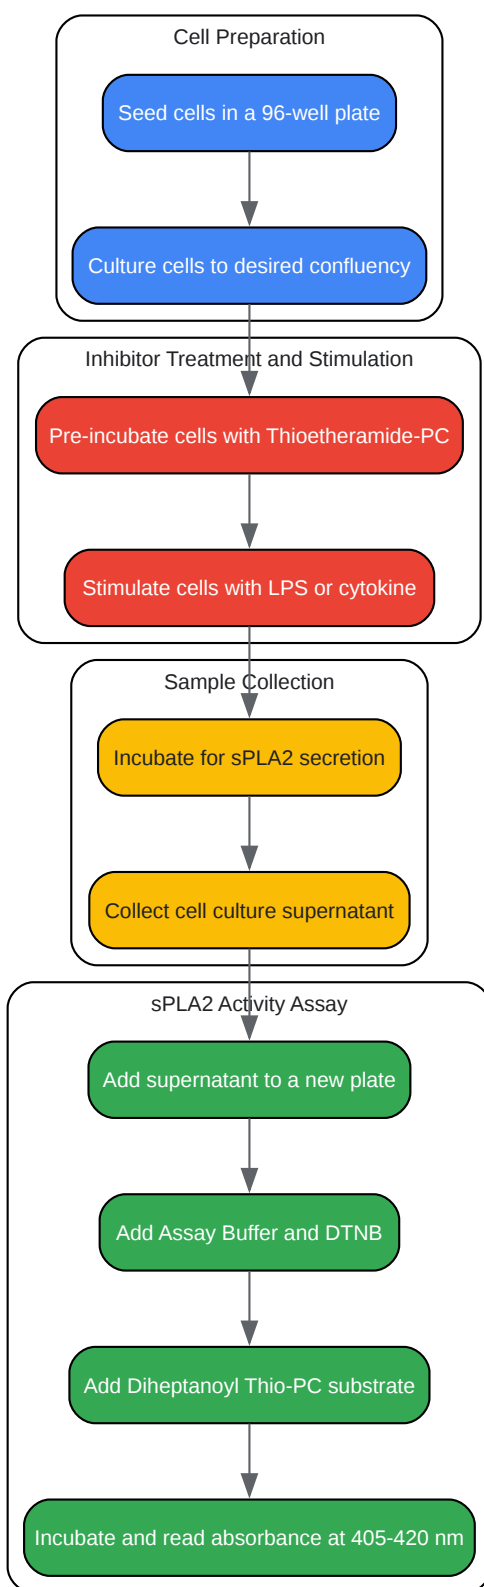 Cell Preparation
Seed cells in a 96-well plate
Culture cells to desired confluency
Inhibitor Treatment and Stimulation
Pre-incubate cells with Thioetheramide-PC
Stimulate cells with LPS or cytokine
Sample Collection
Incubate for sPLA2 secretion
Collect cell culture supernatant
sPLA2 Activity Assay
Add supernatant to a new plate
Add Assay Buffer and DTNB
Add Diheptanoyl Thio-PC substrate
Incubate and read absorbance at 405-420 nm